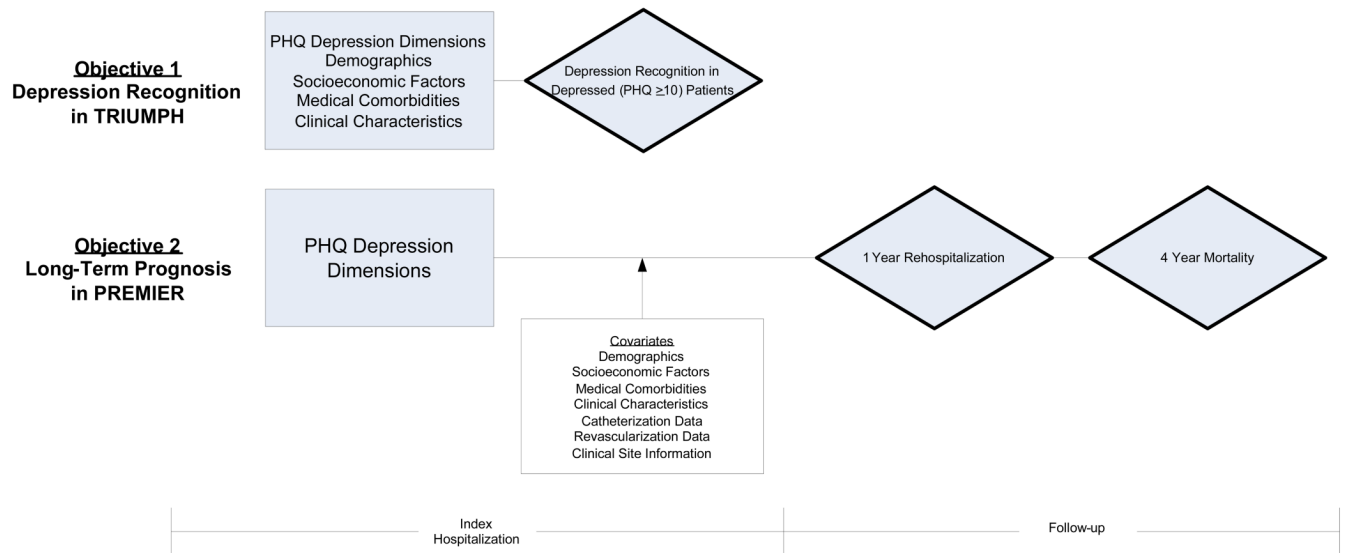 Objective 1
Depression Recognition
in TRIUMPH
PHQ Depression Dimensions
Demographics
Socioeconomic Factors
Medical Comorbidities
Clinical Characteristics
Depression Recognition in
Depressed (PHQ ≥10) Patients
Objective 2
Long-Term Prognosis
in PREMIER
PHQ Depression
Dimensions
1 Year Rehospitalization
4 Year Mortality
Covariates
Demographics
Socioeconomic Factors
Medical Comorbidities
Clinical Characteristics
Catheterization Data
Revascularization Data
Clinical Site Information
Index
Hospitalization
Follow-up